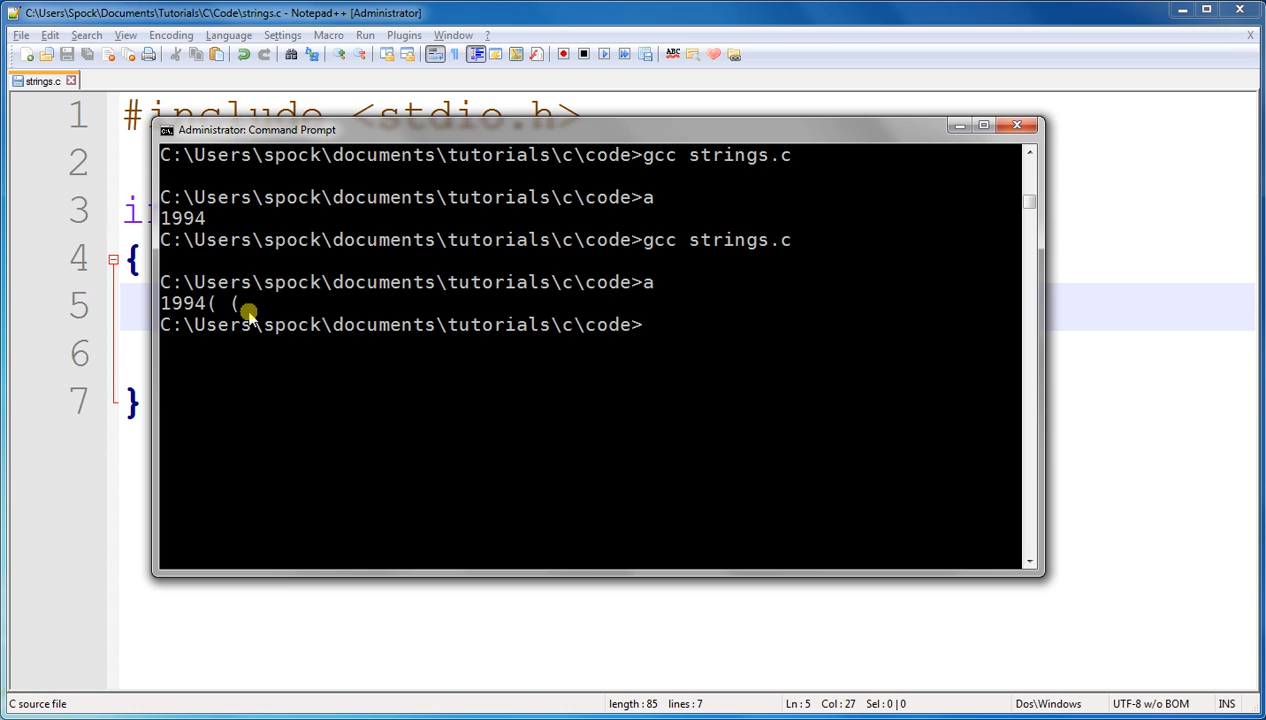 C:\Users\Spock\Documents\Tutorials\C\Code\strings.c - Notepad++ [Administrator]
File Edit Search View Encoding Language Settings Macro Run Plugins Window ? X
ABC
strings.c
1 #include <stdio.h>
Administrator: Command Prompt
C:\Users\spock\documents\tutorials\c\code>gcc strings.c
2
C:\Users\spock\documents\tutorials\c\code>a
3 i
1994
C:\Users\spock\documents\tutorials\c\code>gcc strings.c
4 {
C:\Users\spock\documents\tutorials\c\code>a
5
1994( (
C:\Users\spock\documents\tutorials\c\code>
6
7 }
C source file length : 85 lines : 7 Ln : 5 Col : 27 Sel : 0 | 0 Dos\Windows UTF-8 w/o BOM INS